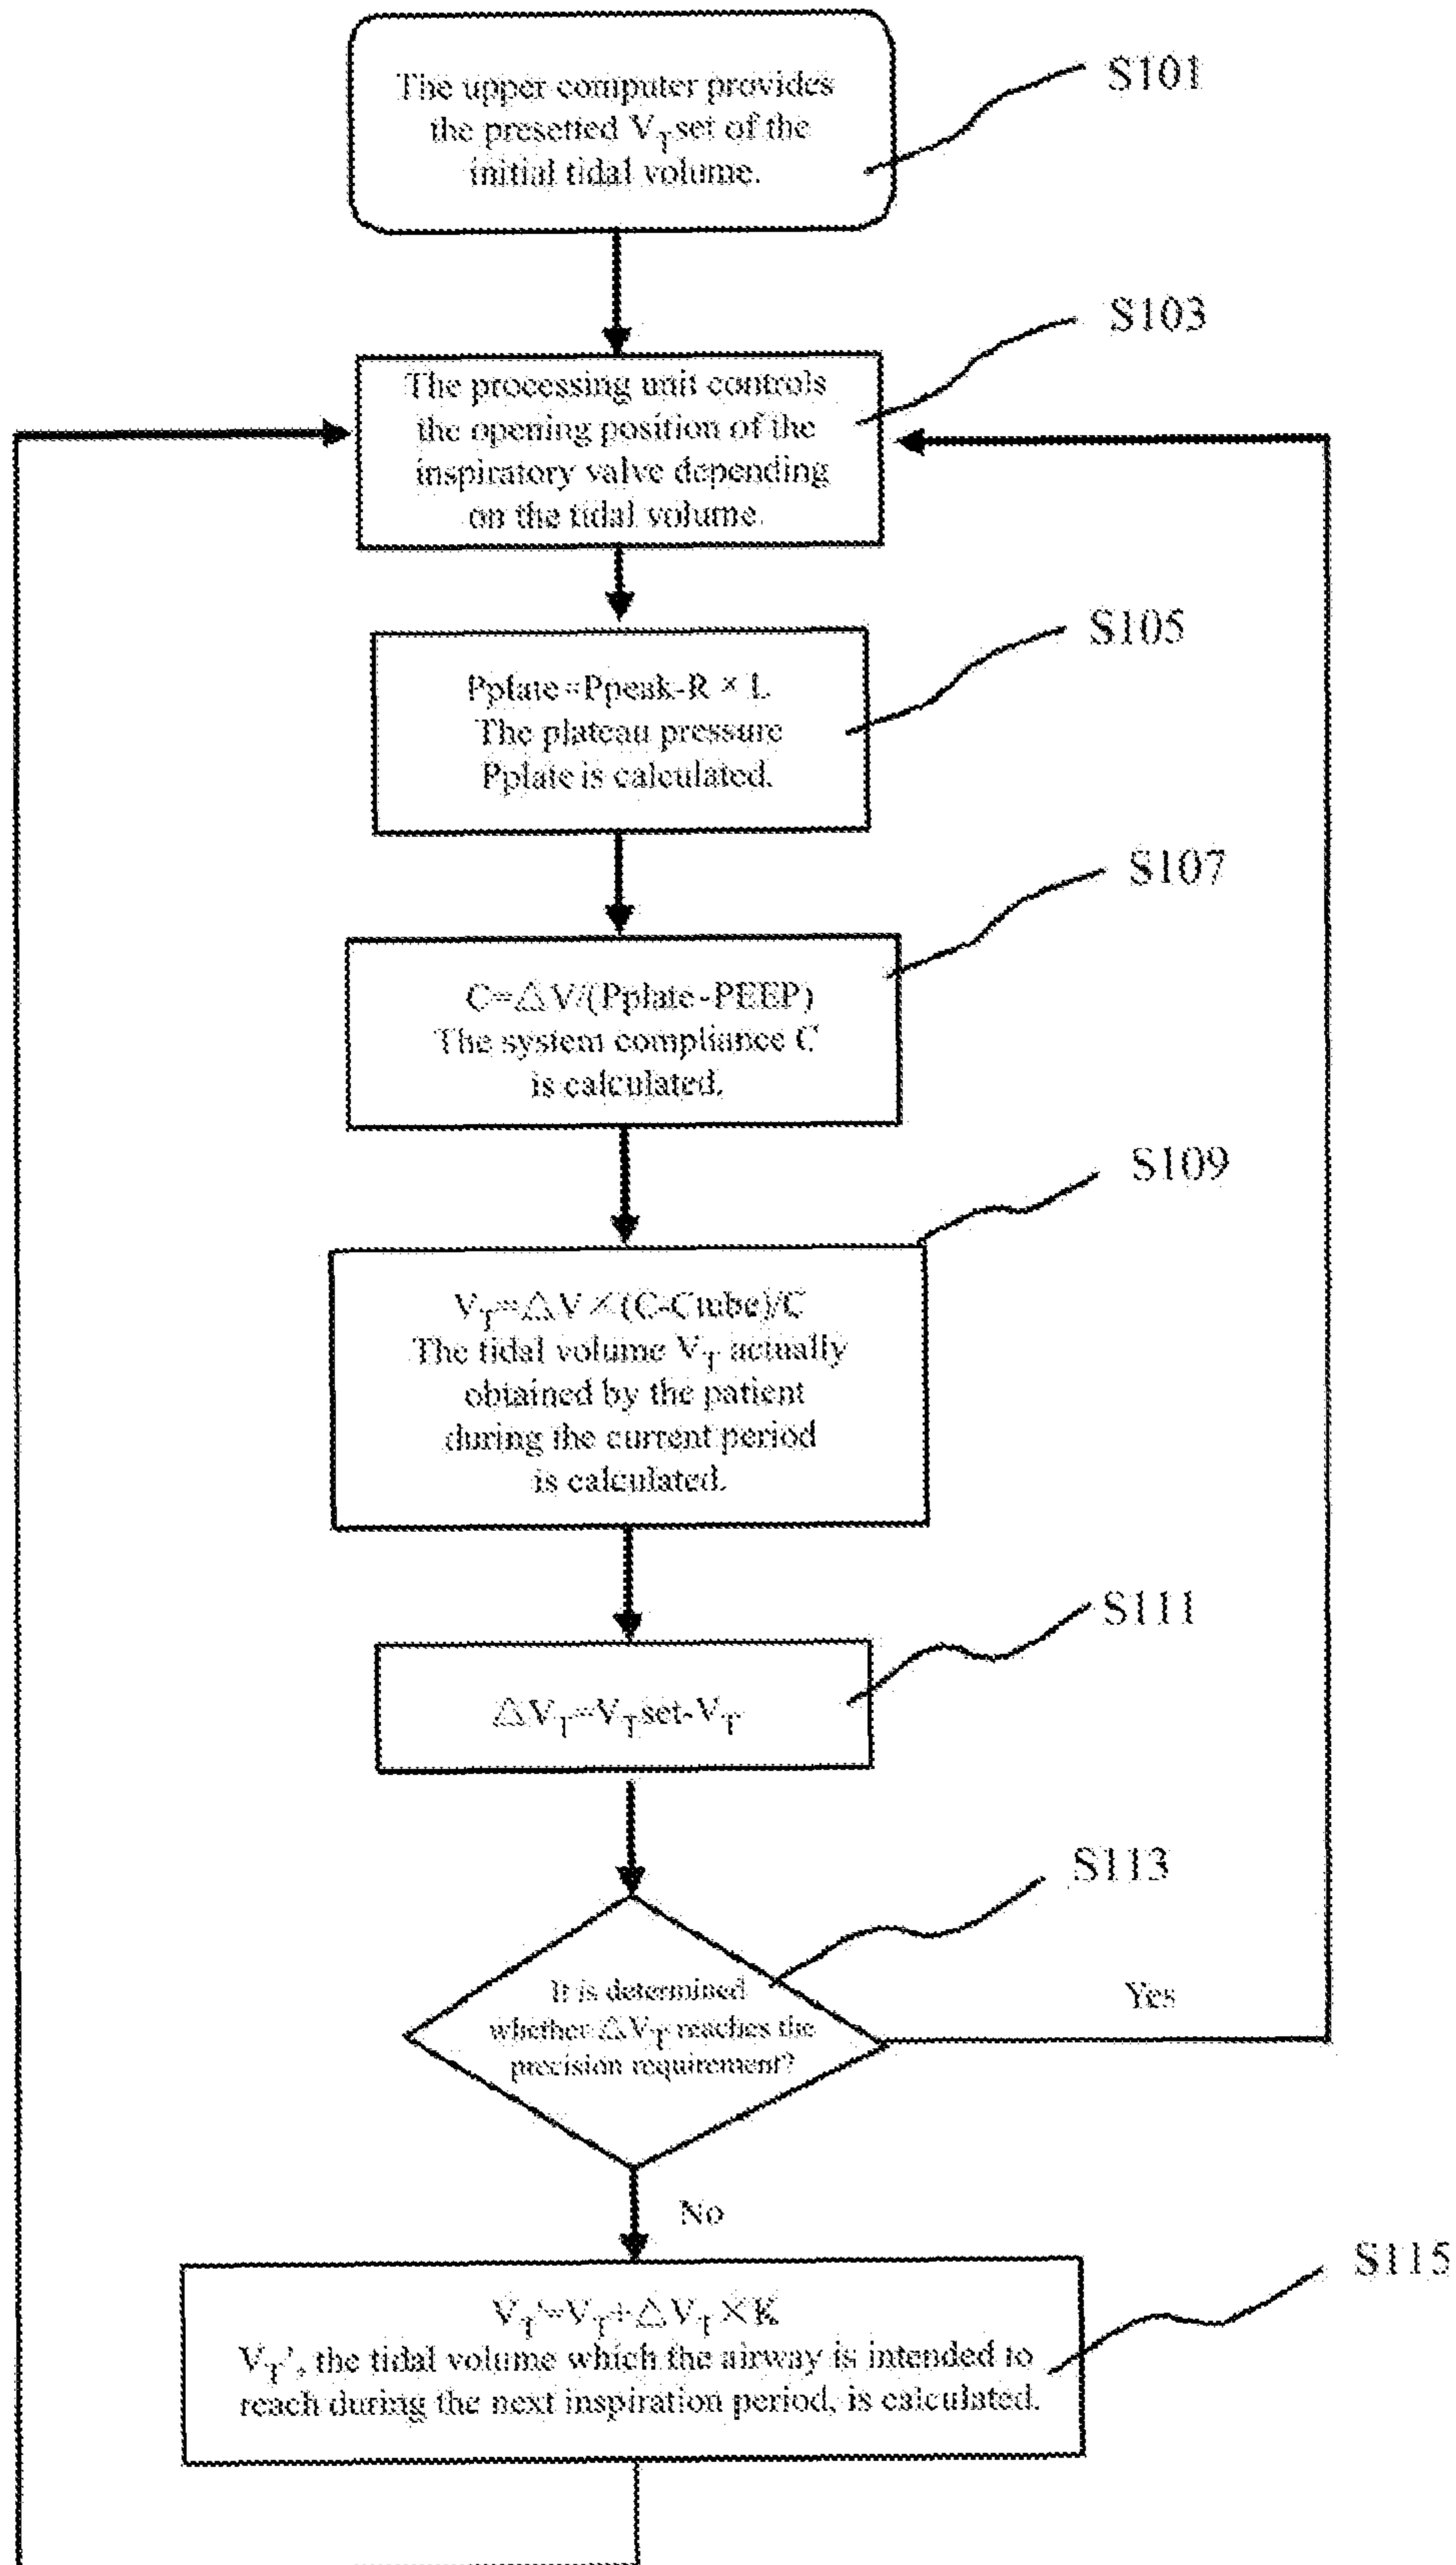 The upper computer provides
the presetted VTset of the
initial tidal volume.
S101
S103
The processing unit controls
the opening position of the
inspiratory valve depending
on the tidal volume.
S105
Pplate=Ppeak-R × L
The plateau pressure
Pplate is calculated.
S107
C=△V/(Pplate-PEEP)
The system compliance C
is calculated.
S109
VT=△V×(C-Ctube)/C
The tidal volume VT actually
obtained by the patient
during the current period
is calculated.
S111
△VT=VTset-VT
S113
It is determined
whether △VT reaches the
precision requirement?
Yes
No
S115
VT'=VT+△VT×K
VT', the tidal volume which the airway is intended to
reach during the next inspiration period, is calculated.